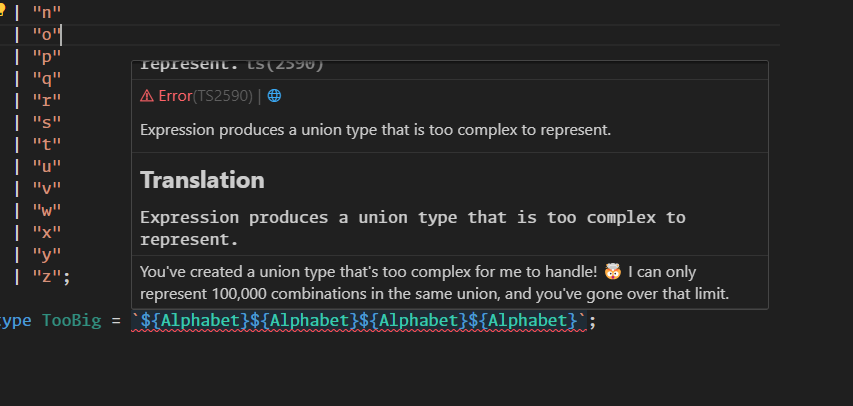 | "n"
| "o"
| "p"
| "q"
| "r"
| "s"
| "t"
| "u"
| "v"
| "w"
| "x"
| "y"
| "z";
represent. ts(2590)
Error(TS2590) |
Expression produces a union type that is too complex to represent.
Translation
Expression produces a union type that is too complex to
represent.
You've created a union type that's too complex for me to handle! 🤯 I can only
represent 100,000 combinations in the same union, and you've gone over that limit.
type TooBig = `${Alphabet}${Alphabet}${Alphabet}${Alphabet}`;